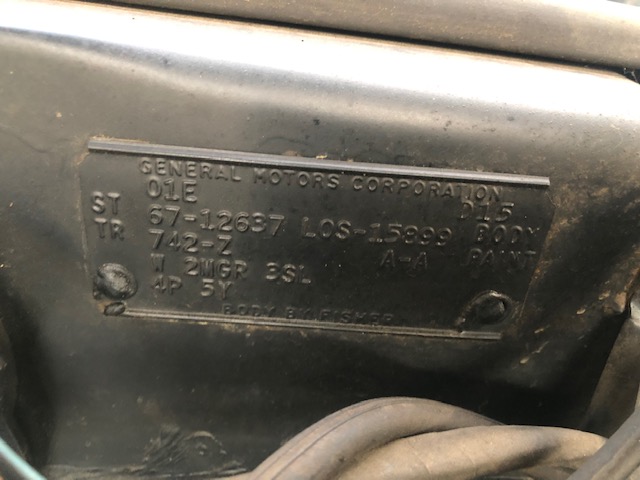 GENERAL MOTORS CORPORATION
01E D15
ST 67-12637 LOS-15899 BODY
TR 742-Z A-A PAINT
W 2MGR 3SL
4P 5Y
BODY BY FISHER